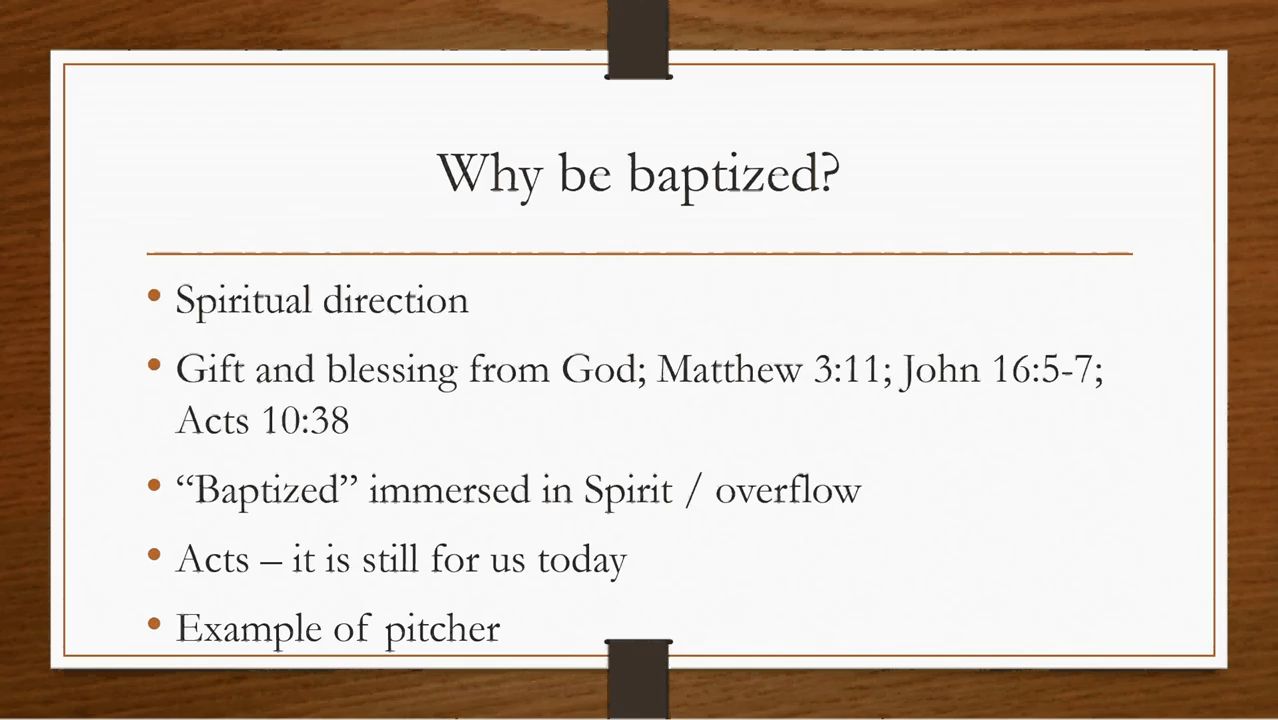 Why be baptized?
• Spiritual direction
• Gift and blessing from God; Matthew 3:11; John 16:5-7;
Acts 10:38
• “Baptized” immersed in Spirit / overflow
• Acts – it is still for us today
• Example of pitcher